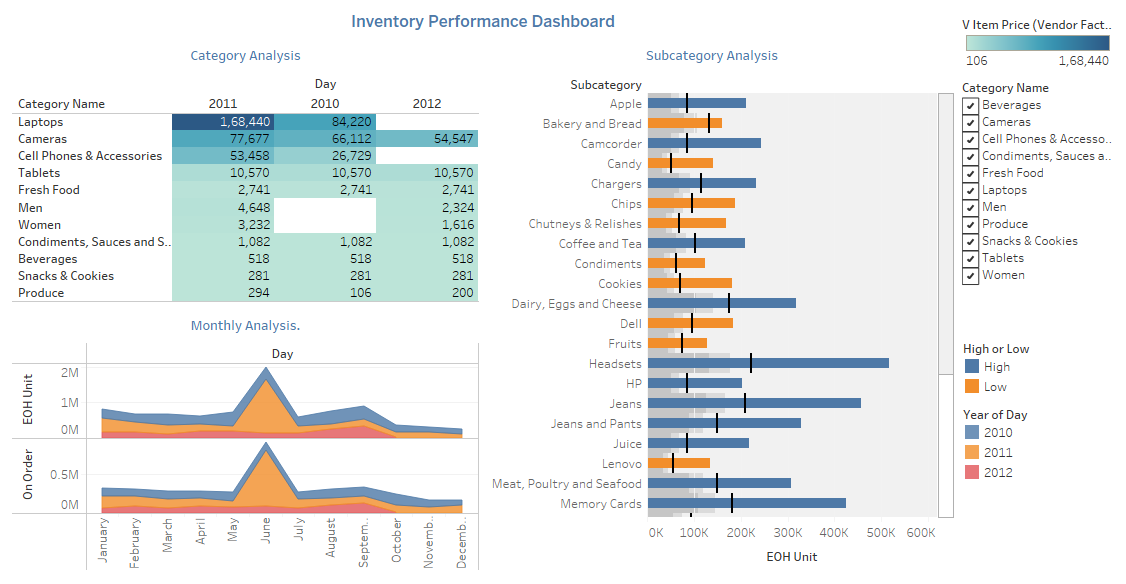 Inventory Performance Dashboard
Category Analysis
Day
Category Name 2011 2010 2012
Laptops 1,68,440 84,220
Cameras 77,677 66,112 54,547
Cell Phones & Accessories 53,458 26,729
Tablets 10,570 10,570 10,570
Fresh Food 2,741 2,741 2,741
Men 4,648 2,324
Women 3,232 1,616
Condiments, Sauces and S.. 1,082 1,082 1,082
Beverages 518 518 518
Snacks & Cookies 281 281 281
Produce 294 106 200
Monthly Analysis.
Day
EOH Unit
2M
1M
0M
On Order
0.5M
0M
January
February
March
April
May
June
July
August
Septem..
October
Novemb..
Decemb..
Subcategory Analysis
Subcategory
Apple
Bakery and Bread
Camcorder
Candy
Chargers
Chips
Chutneys & Relishes
Coffee and Tea
Condiments
Cookies
Dairy, Eggs and Cheese
Dell
Fruits
Headsets
HP
Jeans
Jeans and Pants
Juice
Lenovo
Meat, Poultry and Seafood
Memory Cards
0K 100K 200K 300K 400K 500K 600K
EOH Unit
V Item Price (Vendor Fact..
106 1,68,440
Category Name
Beverages
Cameras
Cell Phones & Accesso..
Condiments, Sauces a..
Fresh Food
Laptops
Men
Produce
Snacks & Cookies
Tablets
Women
High or Low
High
Low
Year of Day
2010
2011
2012